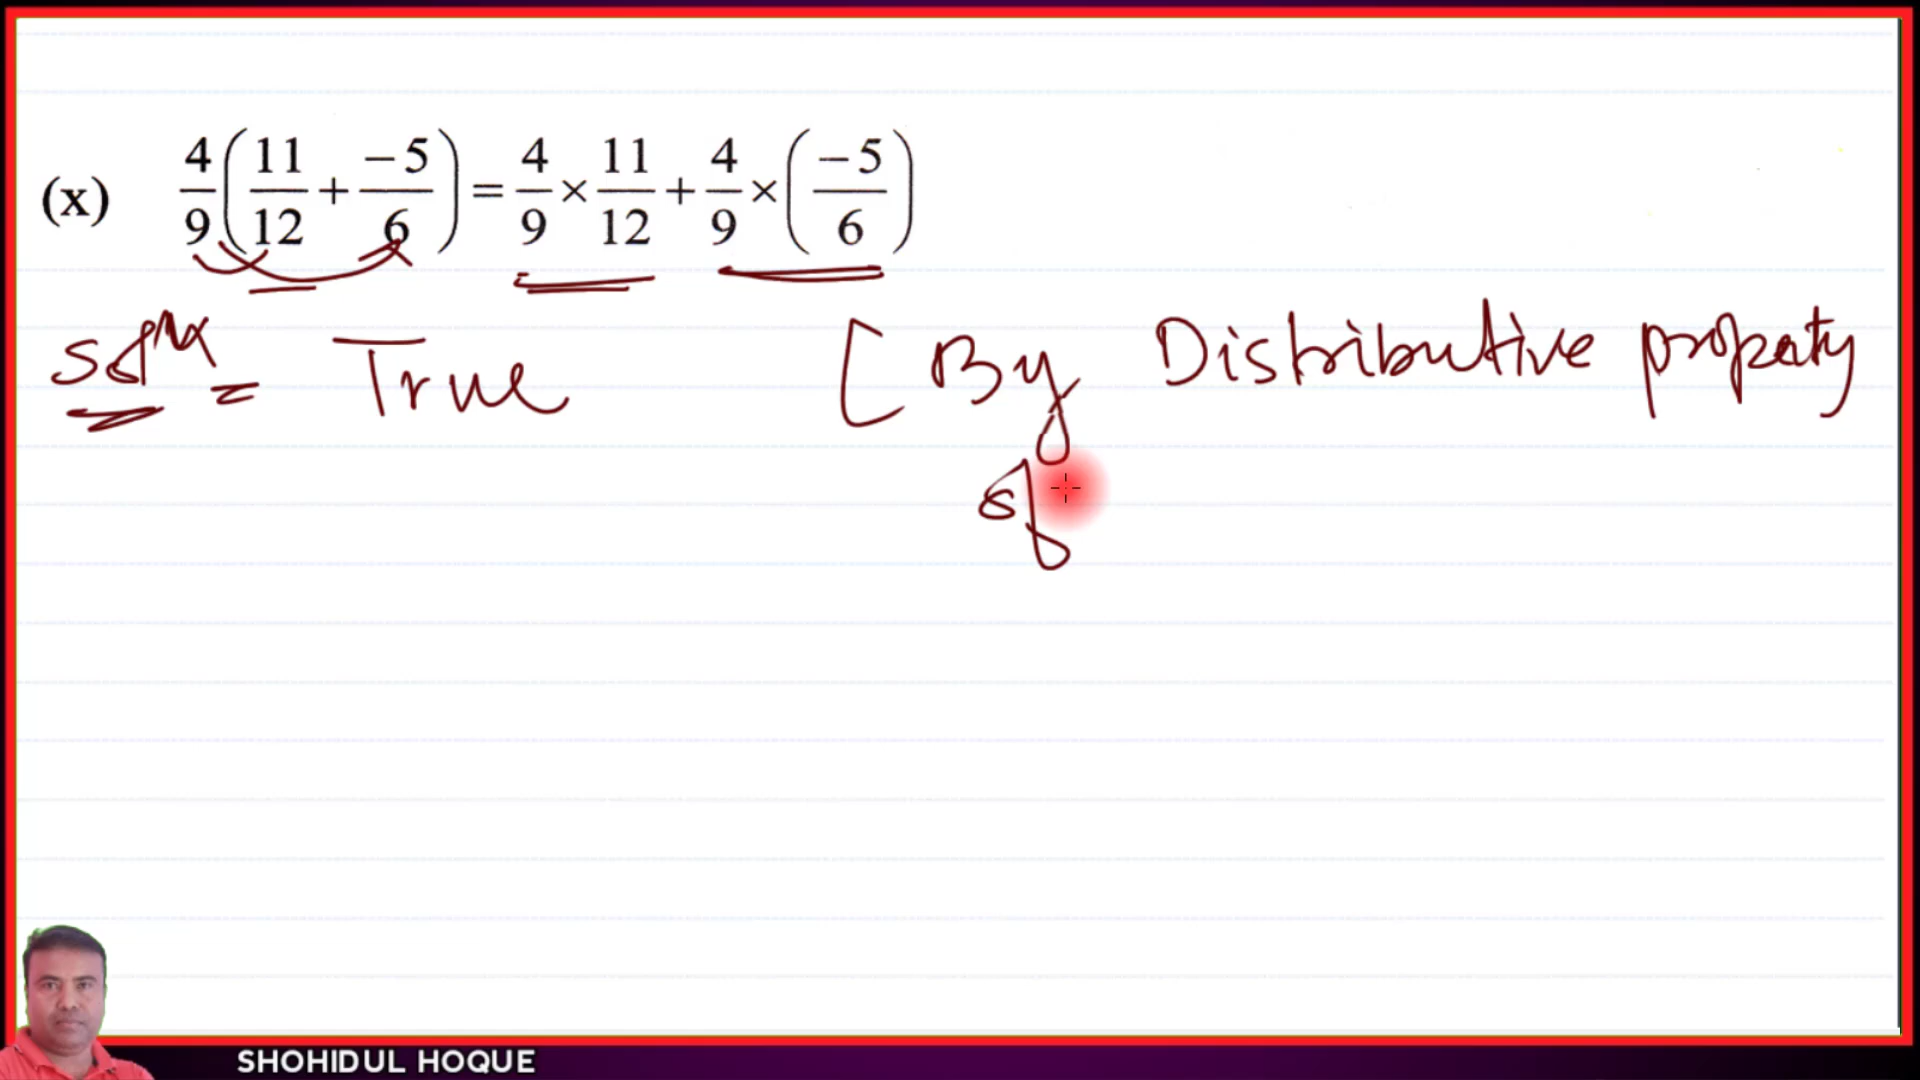 (x) 4/9 (11/12 + -5/6) = 4/9 × 11/12 + 4/9 × (-5/6)
Solⁿ = True [ By Distributive property
of
SHOHIDUL HOQUE